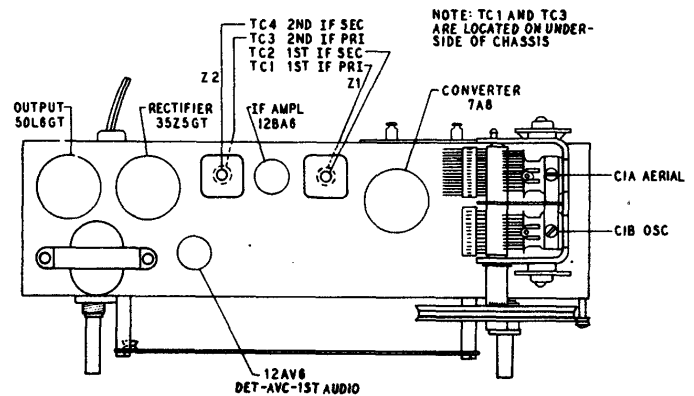 TC4 2ND IF SEC
TC3 2ND IF PRI
TC2 1ST IF SEC
TC1 1ST IF PRI
Z2
Z1
NOTE: TC1 AND TC3
ARE LOCATED ON UNDER-
SIDE OF CHASSIS
OUTPUT
50L6GT
RECTIFIER
35Z5GT
IF AMPL
12BA6
CONVERTER
7A8
C1A AERIAL
C1B OSC
12AV6
DET-AVC-1ST AUDIO